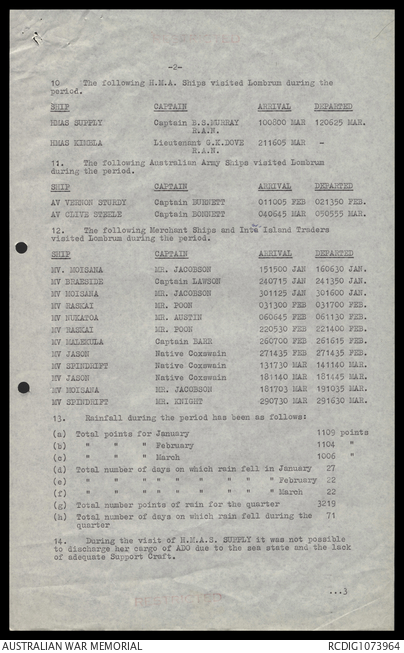 -2-
10 The following H.M.A. Ships visited Lombrum during the
period.
SHIP CAPTAIN ARRIVAL DEPARTED
HMAS SUPPLY Captain B.S.MURRAY 100800 MAR 120625 MAR.
R.A.N.
HMAS KIMBLA Lieutenant G.K.DOVE 211605 MAR -
R.A.N.
11. The following Australian Army Ships visited Lombrum
during the period.
SHIP CAPTAIN ARRIVAL DEPARTED
AV VERNON STURDY Captain BURNETT 011005 FEB 021350 FEB.
AV CLIVE STEELE Captain BONNETT 040645 MAR 050555 MAR.
12. The following Merchant Ships and Inte Island Traders
visited Lombrum during the period.
SHIP CAPTAIN ARRIVAL DEPARTED
MV. MOISANA MR. JACOBSON 151500 JAN 160630 JAN.
MV BRAESIDE Captain LAWSON 240715 JAN 241350 JAN.
MV MOISANA MR. JACOBSON 301125 JAN 301600 JAN.
MV RASKAI MR. POON 031300 FEB 031700 FEB.
MV NUKATOA MR. AUSTIN 060645 FEB 061130 FEB.
MV RASKAI MR. POON 220530 FEB 221400 FEB.
MV MALEKULA Captain BARR 260700 FEB 261615 FEB.
MV JASON Native Coxswain 271435 FEB 271435 FEB.
MV SPINDRIFT Native Coxswain 131730 MAR 141140 MAR.
MV JASON Native Coxswain 181140 MAR 181445 MAR.
MV MOISANA MR. JACOBSON 181703 MAR 191035 MAR.
MV SPINDRIFT MR. KNIGHT 290730 MAR 291630 MAR.
13. Rainfall during the period has been as follows:
(a) Total points for January 1109 points
(b) " " " February 1104 "
(c) " " " March 1006 "
(d) Total number of days on which rain fell in January 27
(e) " " " " " " " " " February 22
(f) " " " " " " " " " March 22
(g) Total number points of rain for the quarter 3219
(h) Total number of days on which rain fell during the 71
quarter
14. During the visit of H.M.A.S. SUPPLY it was not possible
to discharge her cargo of ADO due to the sea state and the lack
of adequate Support Craft.
...3
AUSTRALIAN WAR MEMORIAL RCDIG1073964